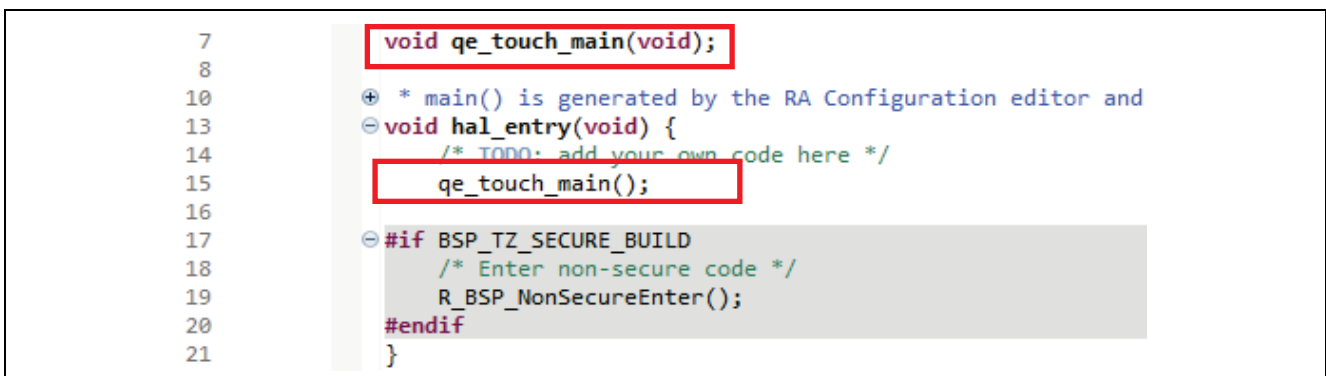 7 void qe_touch_main(void);
8
10 * main() is generated by the RA Configuration editor and
13 void hal_entry(void) {
14 /* TODO: add your own code here */
15 qe_touch_main();
16
17 #if BSP_TZ_SECURE_BUILD
18 /* Enter non-secure code */
19 R_BSP_NonSecureEnter();
20 #endif
21 }